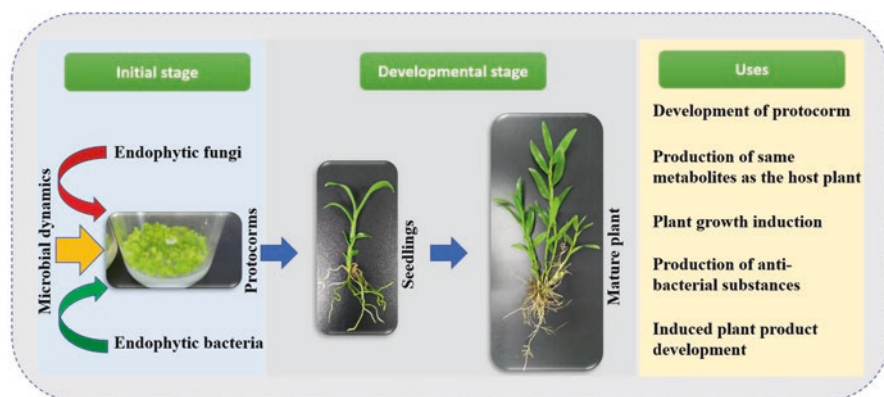 Initial stage
Developmental stage
Uses
Microbial dynamics
Endophytic fungi
Endophytic bacteria
Protocorms
Seedlings
Mature plant
Development of protocorm
Production of same
metabolites as the host plant
Plant growth induction
Production of anti-
bacterial substances
Induced plant product
development